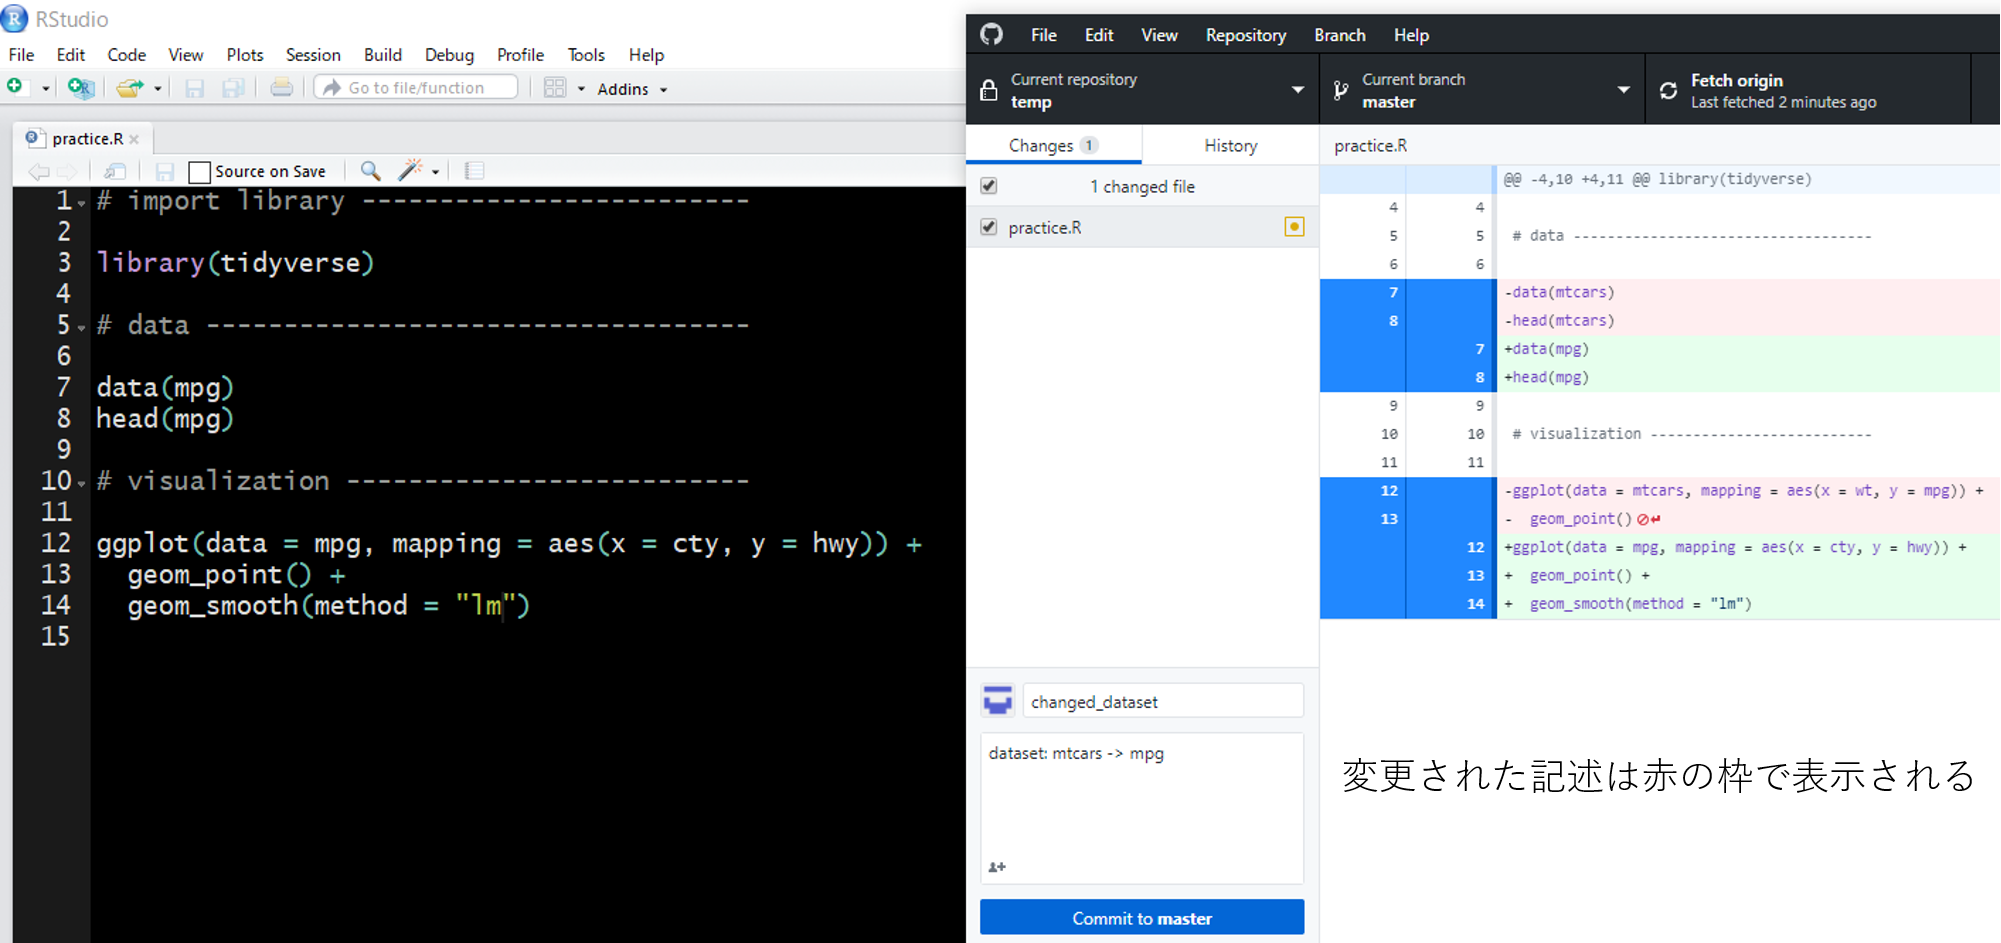 RStudio
File Edit Code View Plots Session Build Debug Profile Tools Help
Go to file/function Addins
practice.R
Source on Save
1 # import library -------------------------
2
3 library(tidyverse)
4
5 # data -----------------------------------
6
7 data(mpg)
8 head(mpg)
9
10 # visualization --------------------------
11
12 ggplot(data = mpg, mapping = aes(x = cty, y = hwy)) +
13 geom_point() +
14 geom_smooth(method = "lm")
15
File Edit View Repository Branch Help
Current repository
temp
Current branch
master
Fetch origin
Last fetched 2 minutes ago
Changes 1 History
1 changed file
practice.R
changed_dataset
dataset: mtcars -> mpg
Commit to master
practice.R
@@ -4,10 +4,11 @@ library(tidyverse)
4 4
5 5 # data -----------------------------------
6 6
7 -data(mtcars)
8 -head(mtcars)
7 +data(mpg)
8 +head(mpg)
9 9
10 10 # visualization --------------------------
11 11
12 -ggplot(data = mtcars, mapping = aes(x = wt, y = mpg)) +
13 - geom_point()
12 +ggplot(data = mpg, mapping = aes(x = cty, y = hwy)) +
13 + geom_point() +
14 + geom_smooth(method = "lm")
変更された記述は赤の枠で表示される